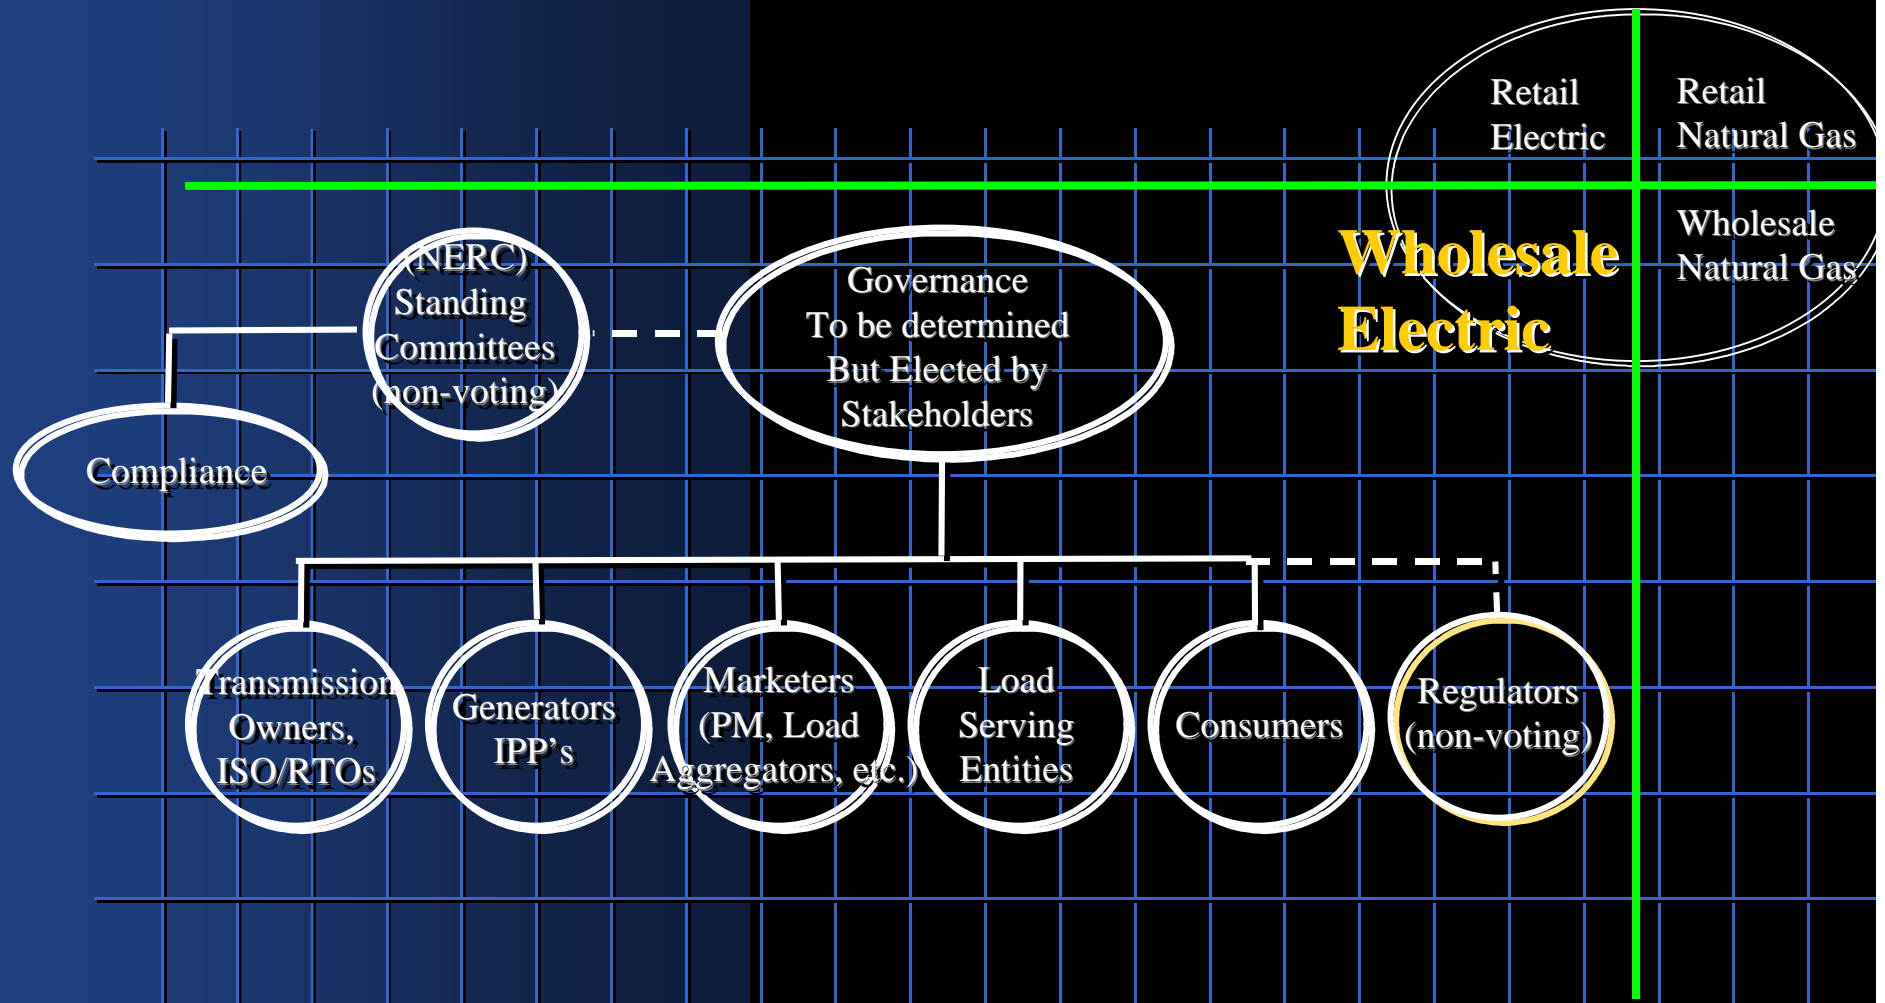 Retail
Electric
Retail
Natural Gas
Wholesale
Electric
Wholesale
Natural Gas
(NERC)
Standing
Committees
(non-voting)
Governance
To be determined
But Elected by
Stakeholders
Compliance
Transmission
Owners,
ISO/RTOs
Generators
IPP’s
Marketers
(PM, Load
Aggregators, etc.)
Load
Serving
Entities
Consumers
Regulators
(non-voting)